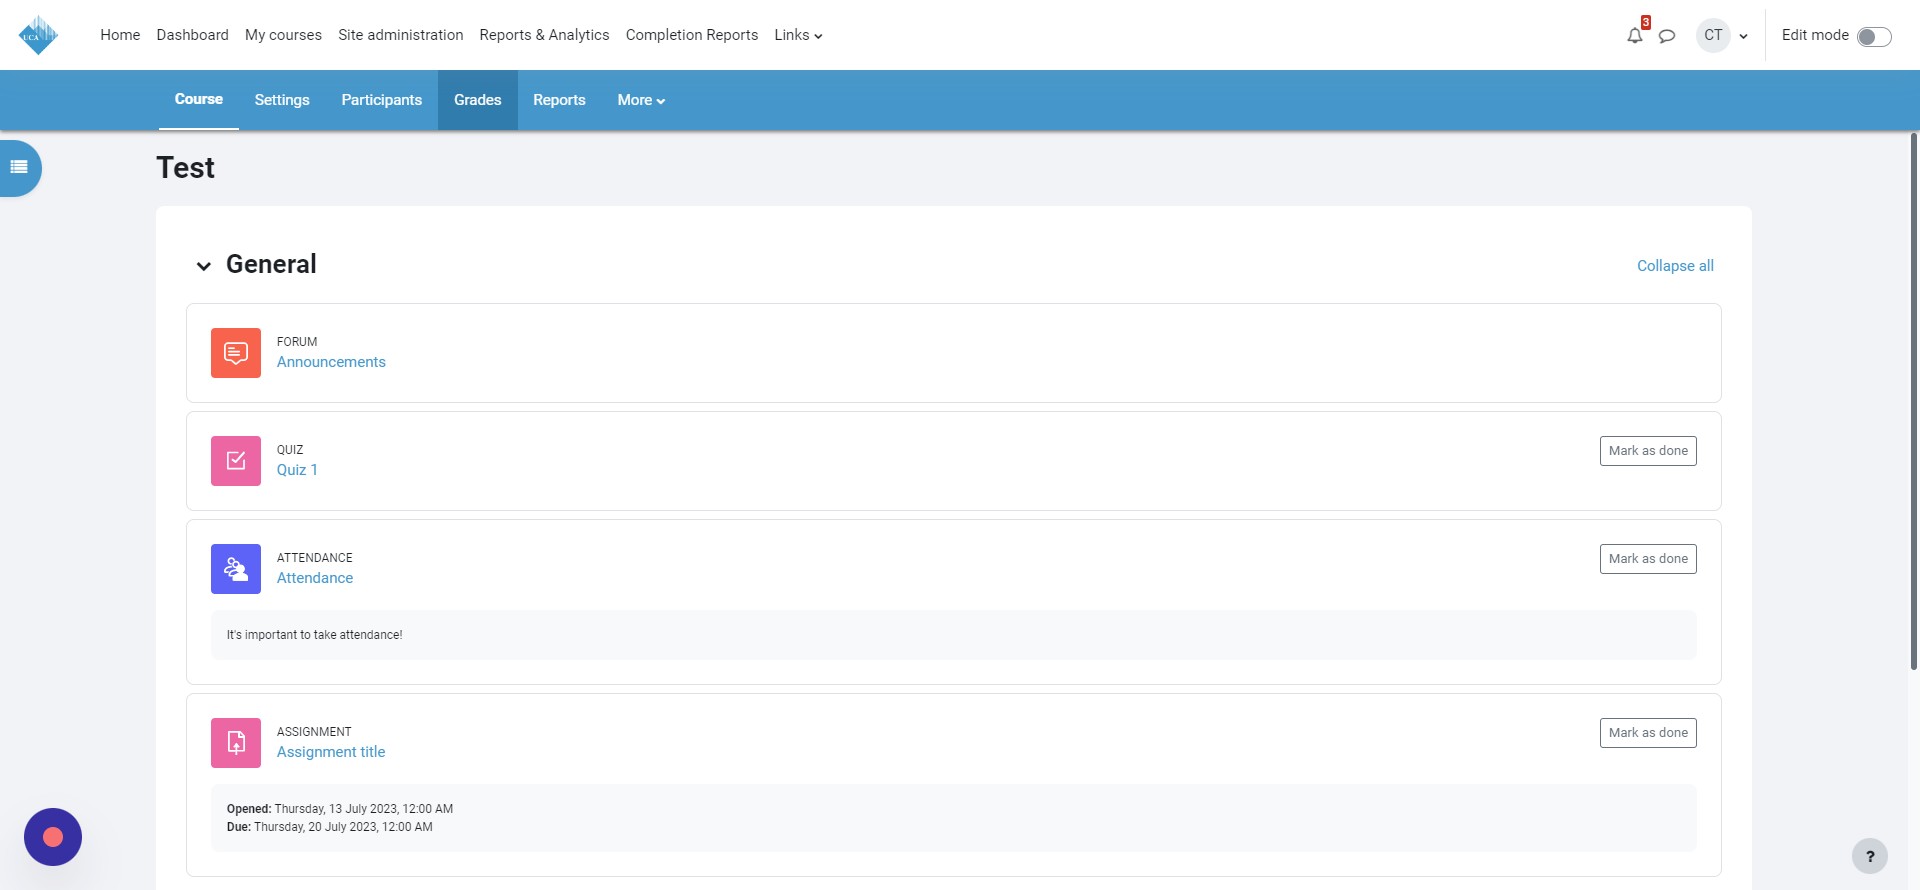 UCA
Home Dashboard My courses Site administration Reports & Analytics Completion Reports Links
3
CT
Edit mode
Course Settings Participants Grades Reports More
Test
General
Collapse all
FORUM
Announcements
QUIZ
Quiz 1
Mark as done
ATTENDANCE
Attendance
Mark as done
It's important to take attendance!
ASSIGNMENT
Assignment title
Mark as done
Opened: Thursday, 13 July 2023, 12:00 AM
Due: Thursday, 20 July 2023, 12:00 AM
?